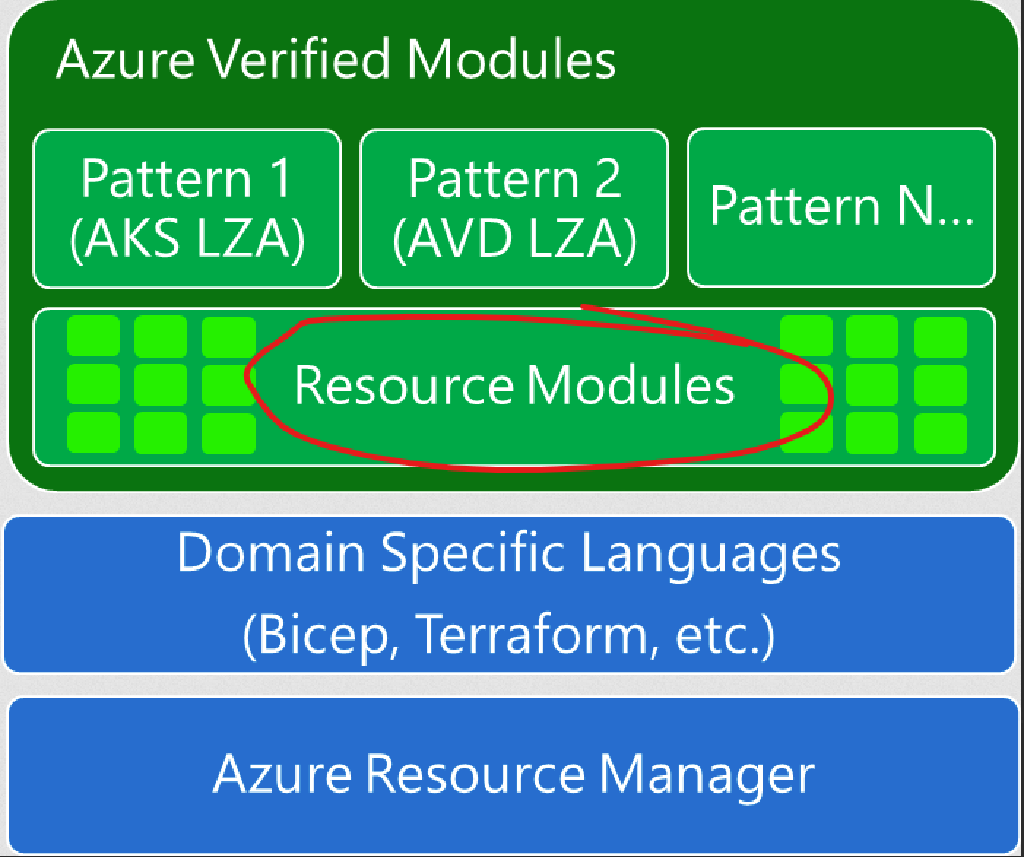 Azure Verified Modules
Pattern 1
(AKS LZA)
Pattern 2
(AVD LZA)
Pattern N...
Resource Modules
Domain Specific Languages
(Bicep, Terraform, etc.)
Azure Resource Manager